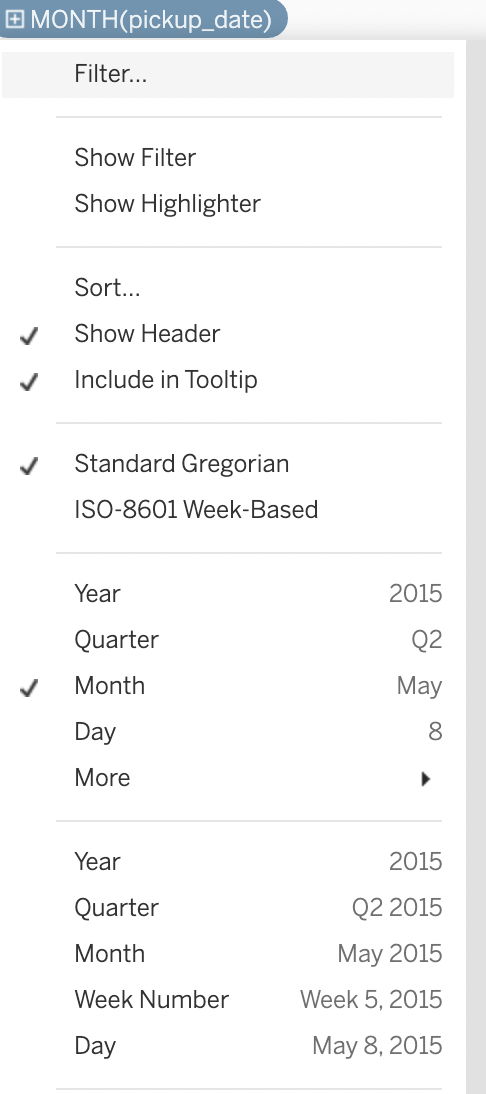 MONTH(pickup_date)
Filter...
Show Filter
Show Highlighter
Sort...
Show Header
Include in Tooltip
Standard Gregorian
ISO-8601 Week-Based
Year 2015
Quarter Q2
Month May
Day 8
More
Year 2015
Quarter Q2 2015
Month May 2015
Week Number Week 5, 2015
Day May 8, 2015